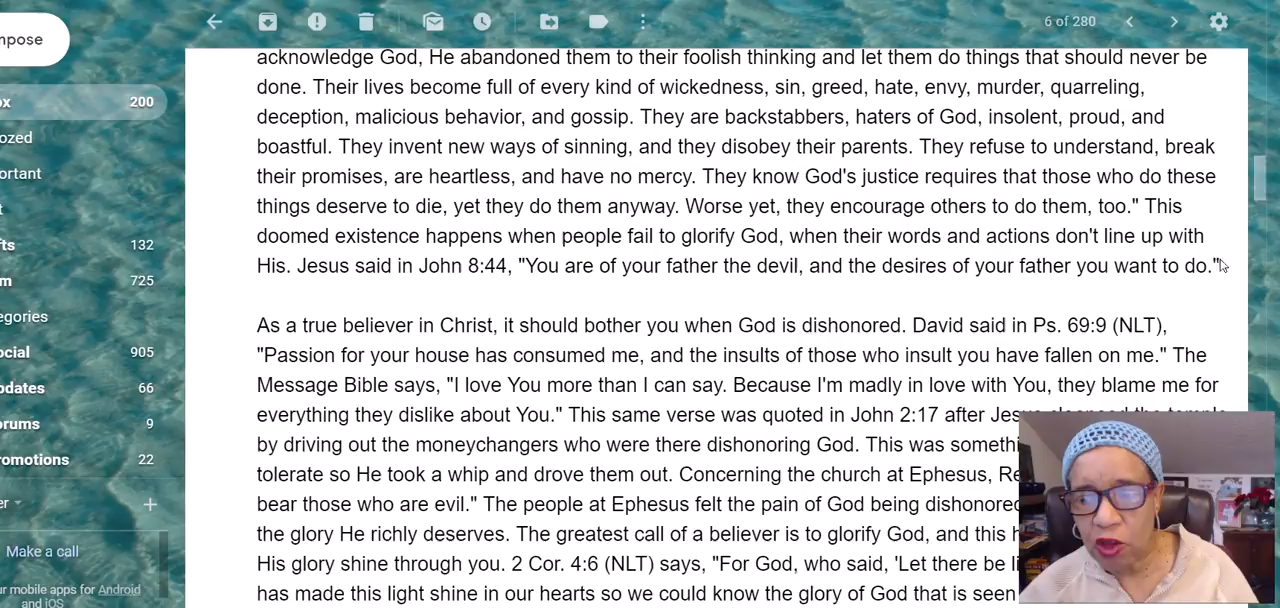 mpose
6 of 280
ox 200
ozed
ortant
t
fts 132
m 725
egories
ocial 905
pdates 66
orums 9
romotions 22
er
Make a call
ur mobile apps for Android
and iOS
acknowledge God, He abandoned them to their foolish thinking and let them do things that should never be
done. Their lives become full of every kind of wickedness, sin, greed, hate, envy, murder, quarreling,
deception, malicious behavior, and gossip. They are backstabbers, haters of God, insolent, proud, and
boastful. They invent new ways of sinning, and they disobey their parents. They refuse to understand, break
their promises, are heartless, and have no mercy. They know God's justice requires that those who do these
things deserve to die, yet they do them anyway. Worse yet, they encourage others to do them, too." This
doomed existence happens when people fail to glorify God, when their words and actions don't line up with
His. Jesus said in John 8:44, "You are of your father the devil, and the desires of your father you want to do."
As a true believer in Christ, it should bother you when God is dishonored. David said in Ps. 69:9 (NLT),
"Passion for your house has consumed me, and the insults of those who insult you have fallen on me." The
Message Bible says, "I love You more than I can say. Because I'm madly in love with You, they blame me for
everything they dislike about You." This same verse was quoted in John 2:17 after Jesus cleansed the temple
by driving out the moneychangers who were there dishonoring God. This was somethi
tolerate so He took a whip and drove them out. Concerning the church at Ephesus, Re
bear those who are evil." The people at Ephesus felt the pain of God being dishonored
the glory He richly deserves. The greatest call of a believer is to glorify God, and this h
His glory shine through you. 2 Cor. 4:6 (NLT) says, "For God, who said, 'Let there be li
has made this light shine in our hearts so we could know the glory of God that is seen